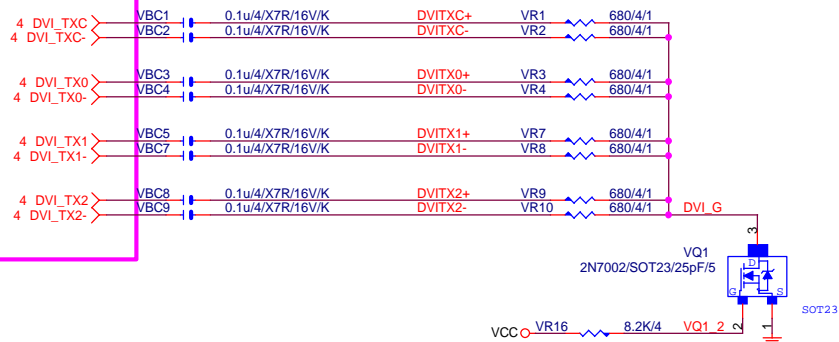 4 DVI_TXC VBC1 0.1u/4/X7R/16V/K DVITXC+ VR1 680/4/1
4 DVI_TXC- VBC2 0.1u/4/X7R/16V/K DVITXC- VR2 680/4/1
4 DVI_TX0 VBC3 0.1u/4/X7R/16V/K DVITX0+ VR3 680/4/1
4 DVI_TX0- VBC4 0.1u/4/X7R/16V/K DVITX0- VR4 680/4/1
4 DVI_TX1 VBC5 0.1u/4/X7R/16V/K DVITX1+ VR7 680/4/1
4 DVI_TX1- VBC7 0.1u/4/X7R/16V/K DVITX1- VR8 680/4/1
4 DVI_TX2 VBC8 0.1u/4/X7R/16V/K DVITX2+ VR9 680/4/1
4 DVI_TX2- VBC9 0.1u/4/X7R/16V/K DVITX2- VR10 680/4/1 DVI_G
3
VQ1
2N7002/SOT23/25pF/5
D
G S
SOT23
2 1
VCC VR16 8.2K/4 VQ1_2